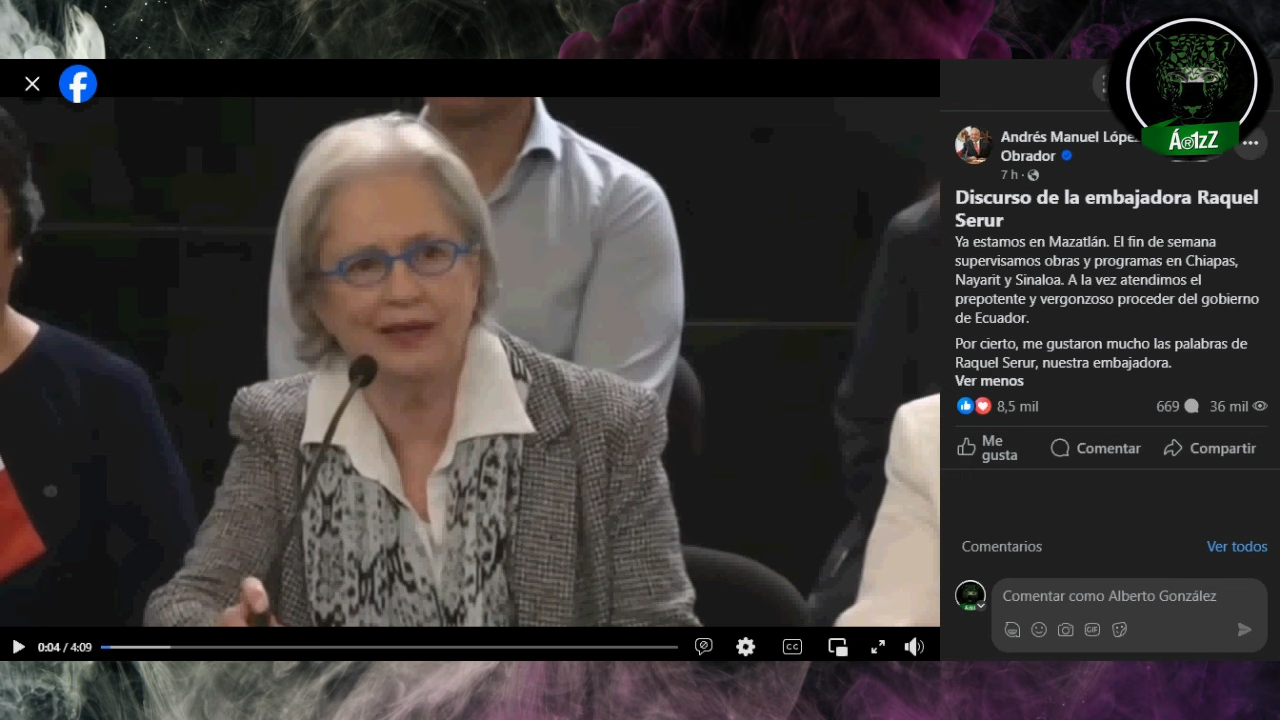 Á®1zZ
Andrés Manuel Lópe
Obrador
7 h ·
Discurso de la embajadora Raquel
Serur
Ya estamos en Mazatlán. El fin de semana
supervisamos obras y programas en Chiapas,
Nayarit y Sinaloa. A la vez atendimos el
prepotente y vergonzoso proceder del gobierno
de Ecuador.
Por cierto, me gustaron mucho las palabras de
Raquel Serur, nuestra embajadora.
Ver menos
8,5 mil 669 36 mil
Me
gusta
Comentar
Compartir
Comentarios Ver todos
Comentar como Alberto González
GIF
0:04 / 4:09
CC